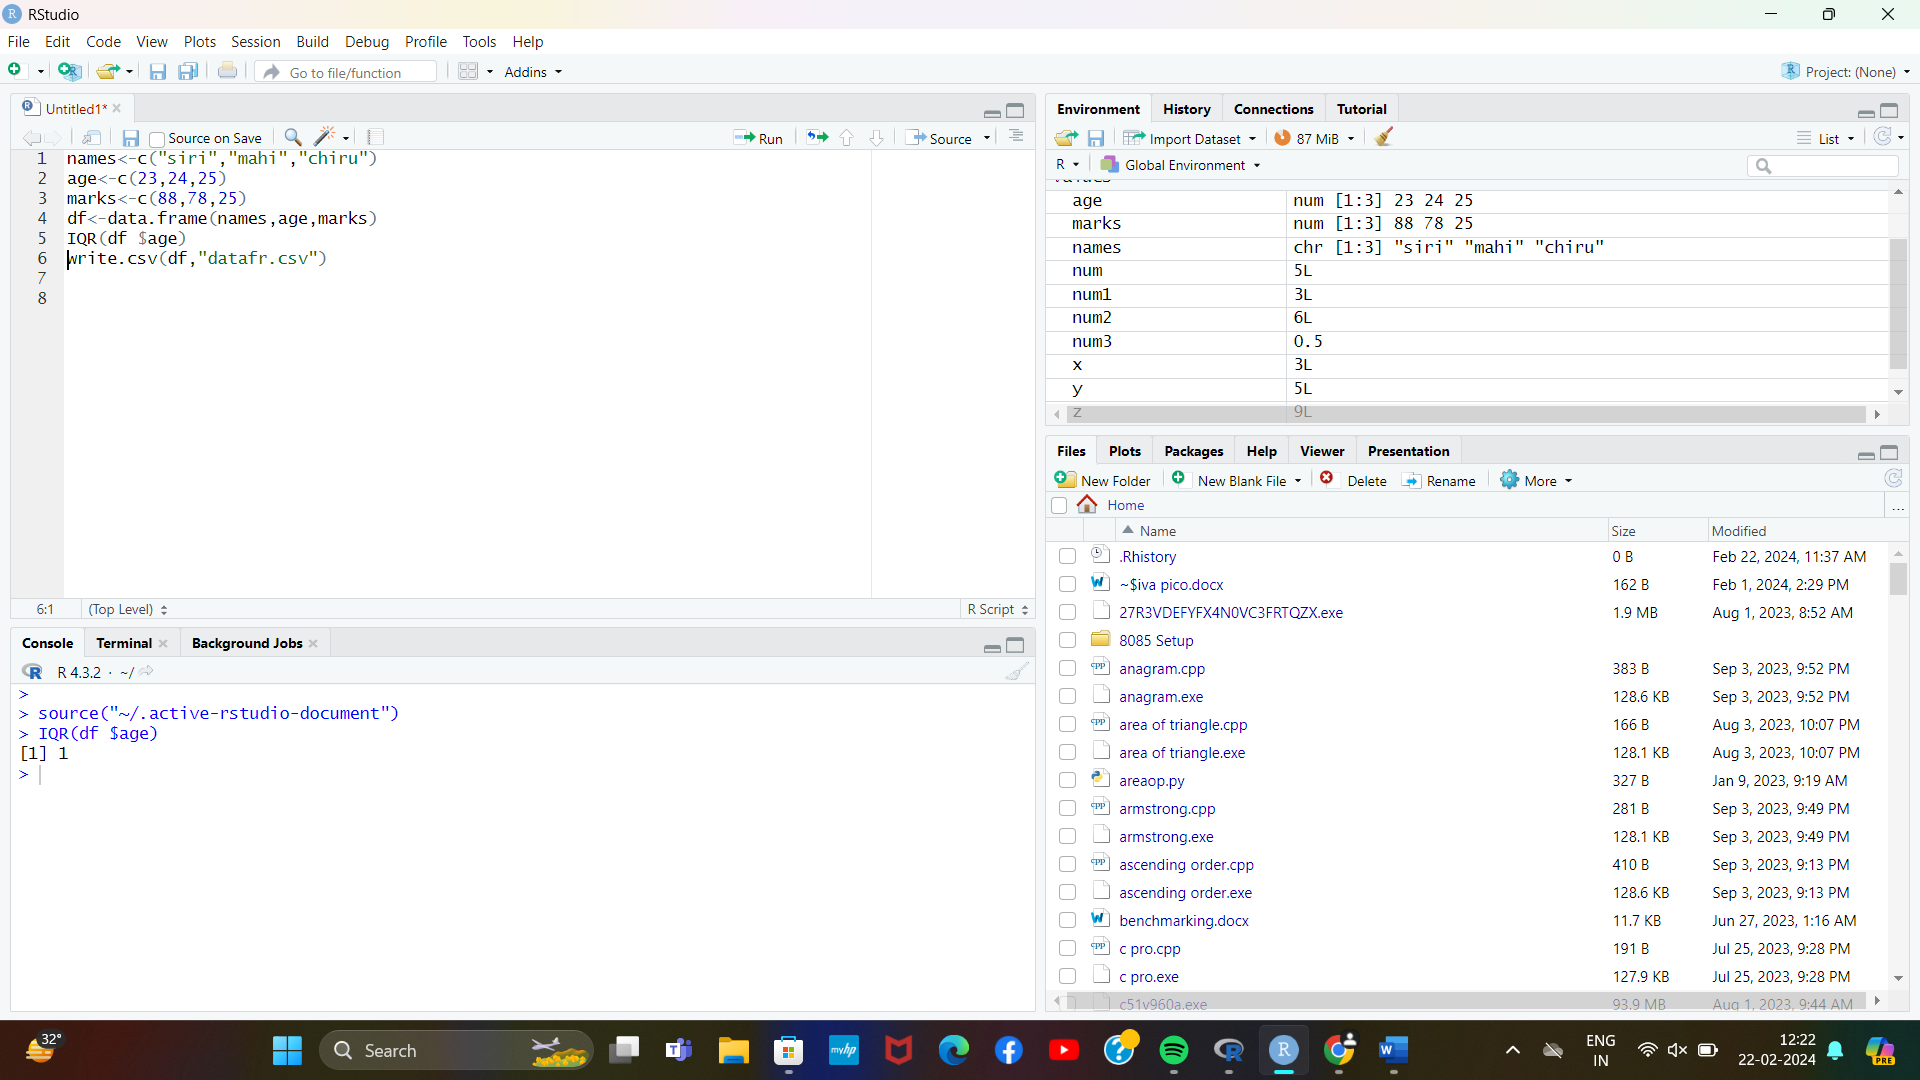 RStudio
File Edit Code View Plots Session Build Debug Profile Tools Help
Go to file/function Addins Project: (None)
Untitled1*
Source on Save Run Source
1 names<-c("siri","mahi","chiru")
2 age<-c(23,24,25)
3 marks<-c(88,78,25)
4 df<-data.frame(names,age,marks)
5 IQR(df $age)
6 write.csv(df,"datafr.csv")
7
8
6:1 (Top Level) R Script
Console Terminal Background Jobs
R 4.3.2 · ~/
>
> source("~/.active-rstudio-document")
> IQR(df $age)
[1] 1
>
Environment History Connections Tutorial
Import Dataset 87 MiB List
R Global Environment
values
age num [1:3] 23 24 25
marks num [1:3] 88 78 25
names chr [1:3] "siri" "mahi" "chiru"
num 5L
num1 3L
num2 6L
num3 0.5
x 3L
y 5L
z 9L
Files Plots Packages Help Viewer Presentation
New Folder New Blank File Delete Rename More
Home ...
Name Size Modified
.Rhistory 0 B Feb 22, 2024, 11:37 AM
~$iva pico.docx 162 B Feb 1, 2024, 2:29 PM
27R3VDEFYFX4N0VC3FRTQZX.exe 1.9 MB Aug 1, 2023, 8:52 AM
8085 Setup
anagram.cpp 383 B Sep 3, 2023, 9:52 PM
anagram.exe 128.6 KB Sep 3, 2023, 9:52 PM
area of triangle.cpp 166 B Aug 3, 2023, 10:07 PM
area of triangle.exe 128.1 KB Aug 3, 2023, 10:07 PM
areaop.py 327 B Jan 9, 2023, 9:19 AM
armstrong.cpp 281 B Sep 3, 2023, 9:49 PM
armstrong.exe 128.1 KB Sep 3, 2023, 9:49 PM
ascending order.cpp 410 B Sep 3, 2023, 9:13 PM
ascending order.exe 128.6 KB Sep 3, 2023, 9:13 PM
benchmarking.docx 11.7 KB Jun 27, 2023, 1:16 AM
c pro.cpp 191 B Jul 25, 2023, 9:28 PM
c pro.exe 127.9 KB Jul 25, 2023, 9:28 PM
c51v960a.exe 93.9 MB Aug 1, 2023, 9:44 AM
32° Search myhp ENG IN 12:22 22-02-2024 PRE